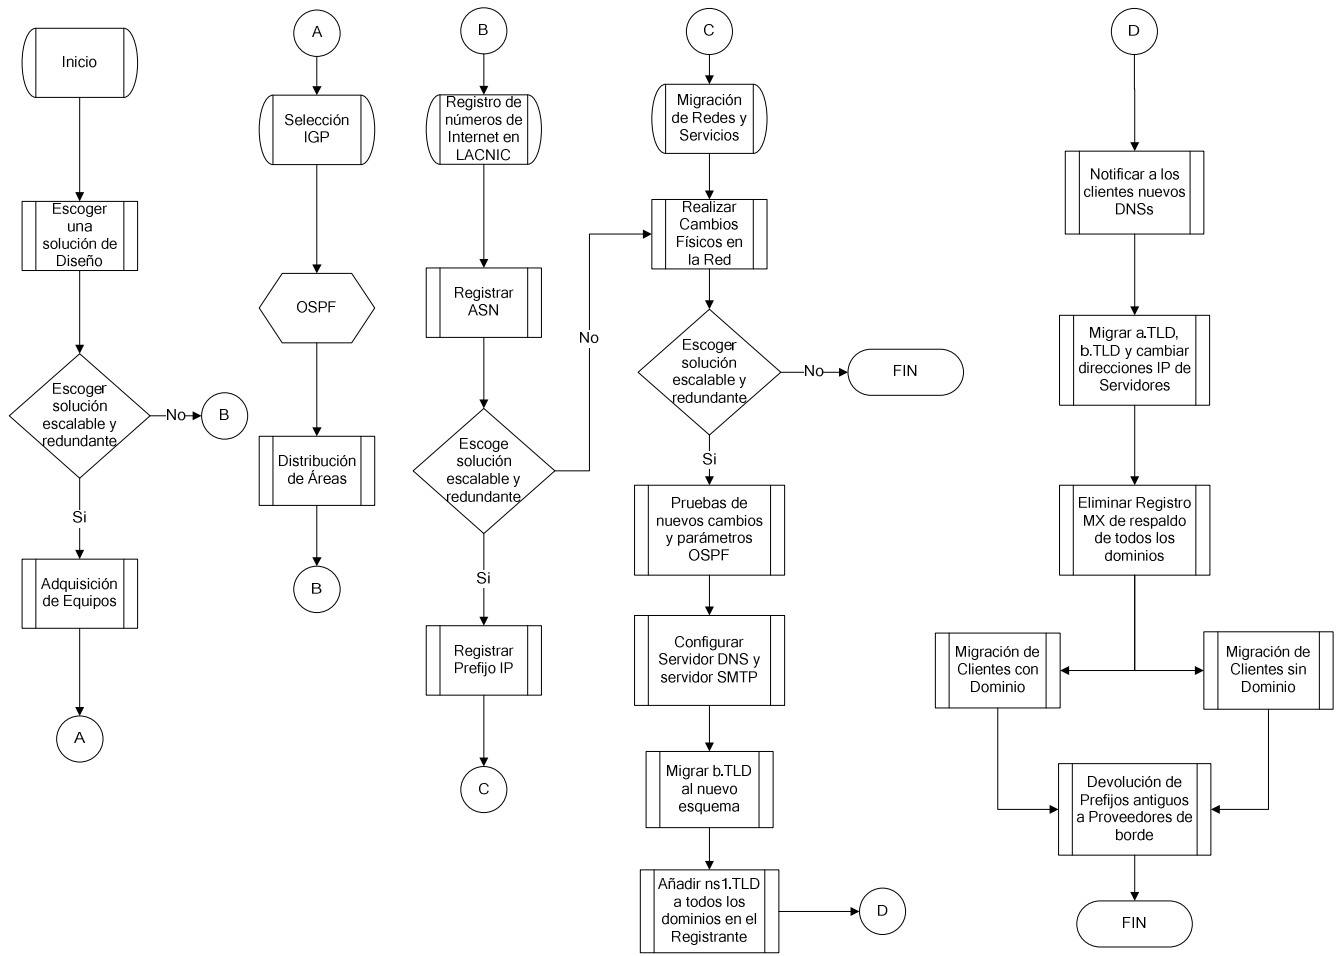 Inicio
Escoger
una
solución de
Diseño
Escoger
solución
escalable y
redundante
No
B
Si
Adquisición
de Equipos
A
A
Selección
IGP
OSPF
Distribución
de Áreas
B
B
Registro de
números de
Internet en
LACNIC
Registrar
ASN
Escoge
solución
escalable y
redundante
No
Si
Registrar
Prefijo IP
C
C
Migración
de Redes y
Servicios
Realizar
Cambios
Físicos en
la Red
Escoger
solución
escalable y
redundante
No
FIN
Si
Pruebas de
nuevos cambios
y parámetros
OSPF
Configurar
Servidor DNS y
servidor SMTP
Migrar b.TLD
al nuevo
esquema
Añadir ns1.TLD
a todos los
dominios en el
Registrante
D
D
Notificar a los
clientes nuevos
DNSs
Migrar a.TLD,
b.TLD y cambiar
direcciones IP de
Servidores
Eliminar Registro
MX de respaldo
de todos los
dominios
Migración de
Clientes con
Dominio
Migración de
Clientes sin
Dominio
Devolución de
Prefijos antiguos
a Proveedores de
borde
FIN